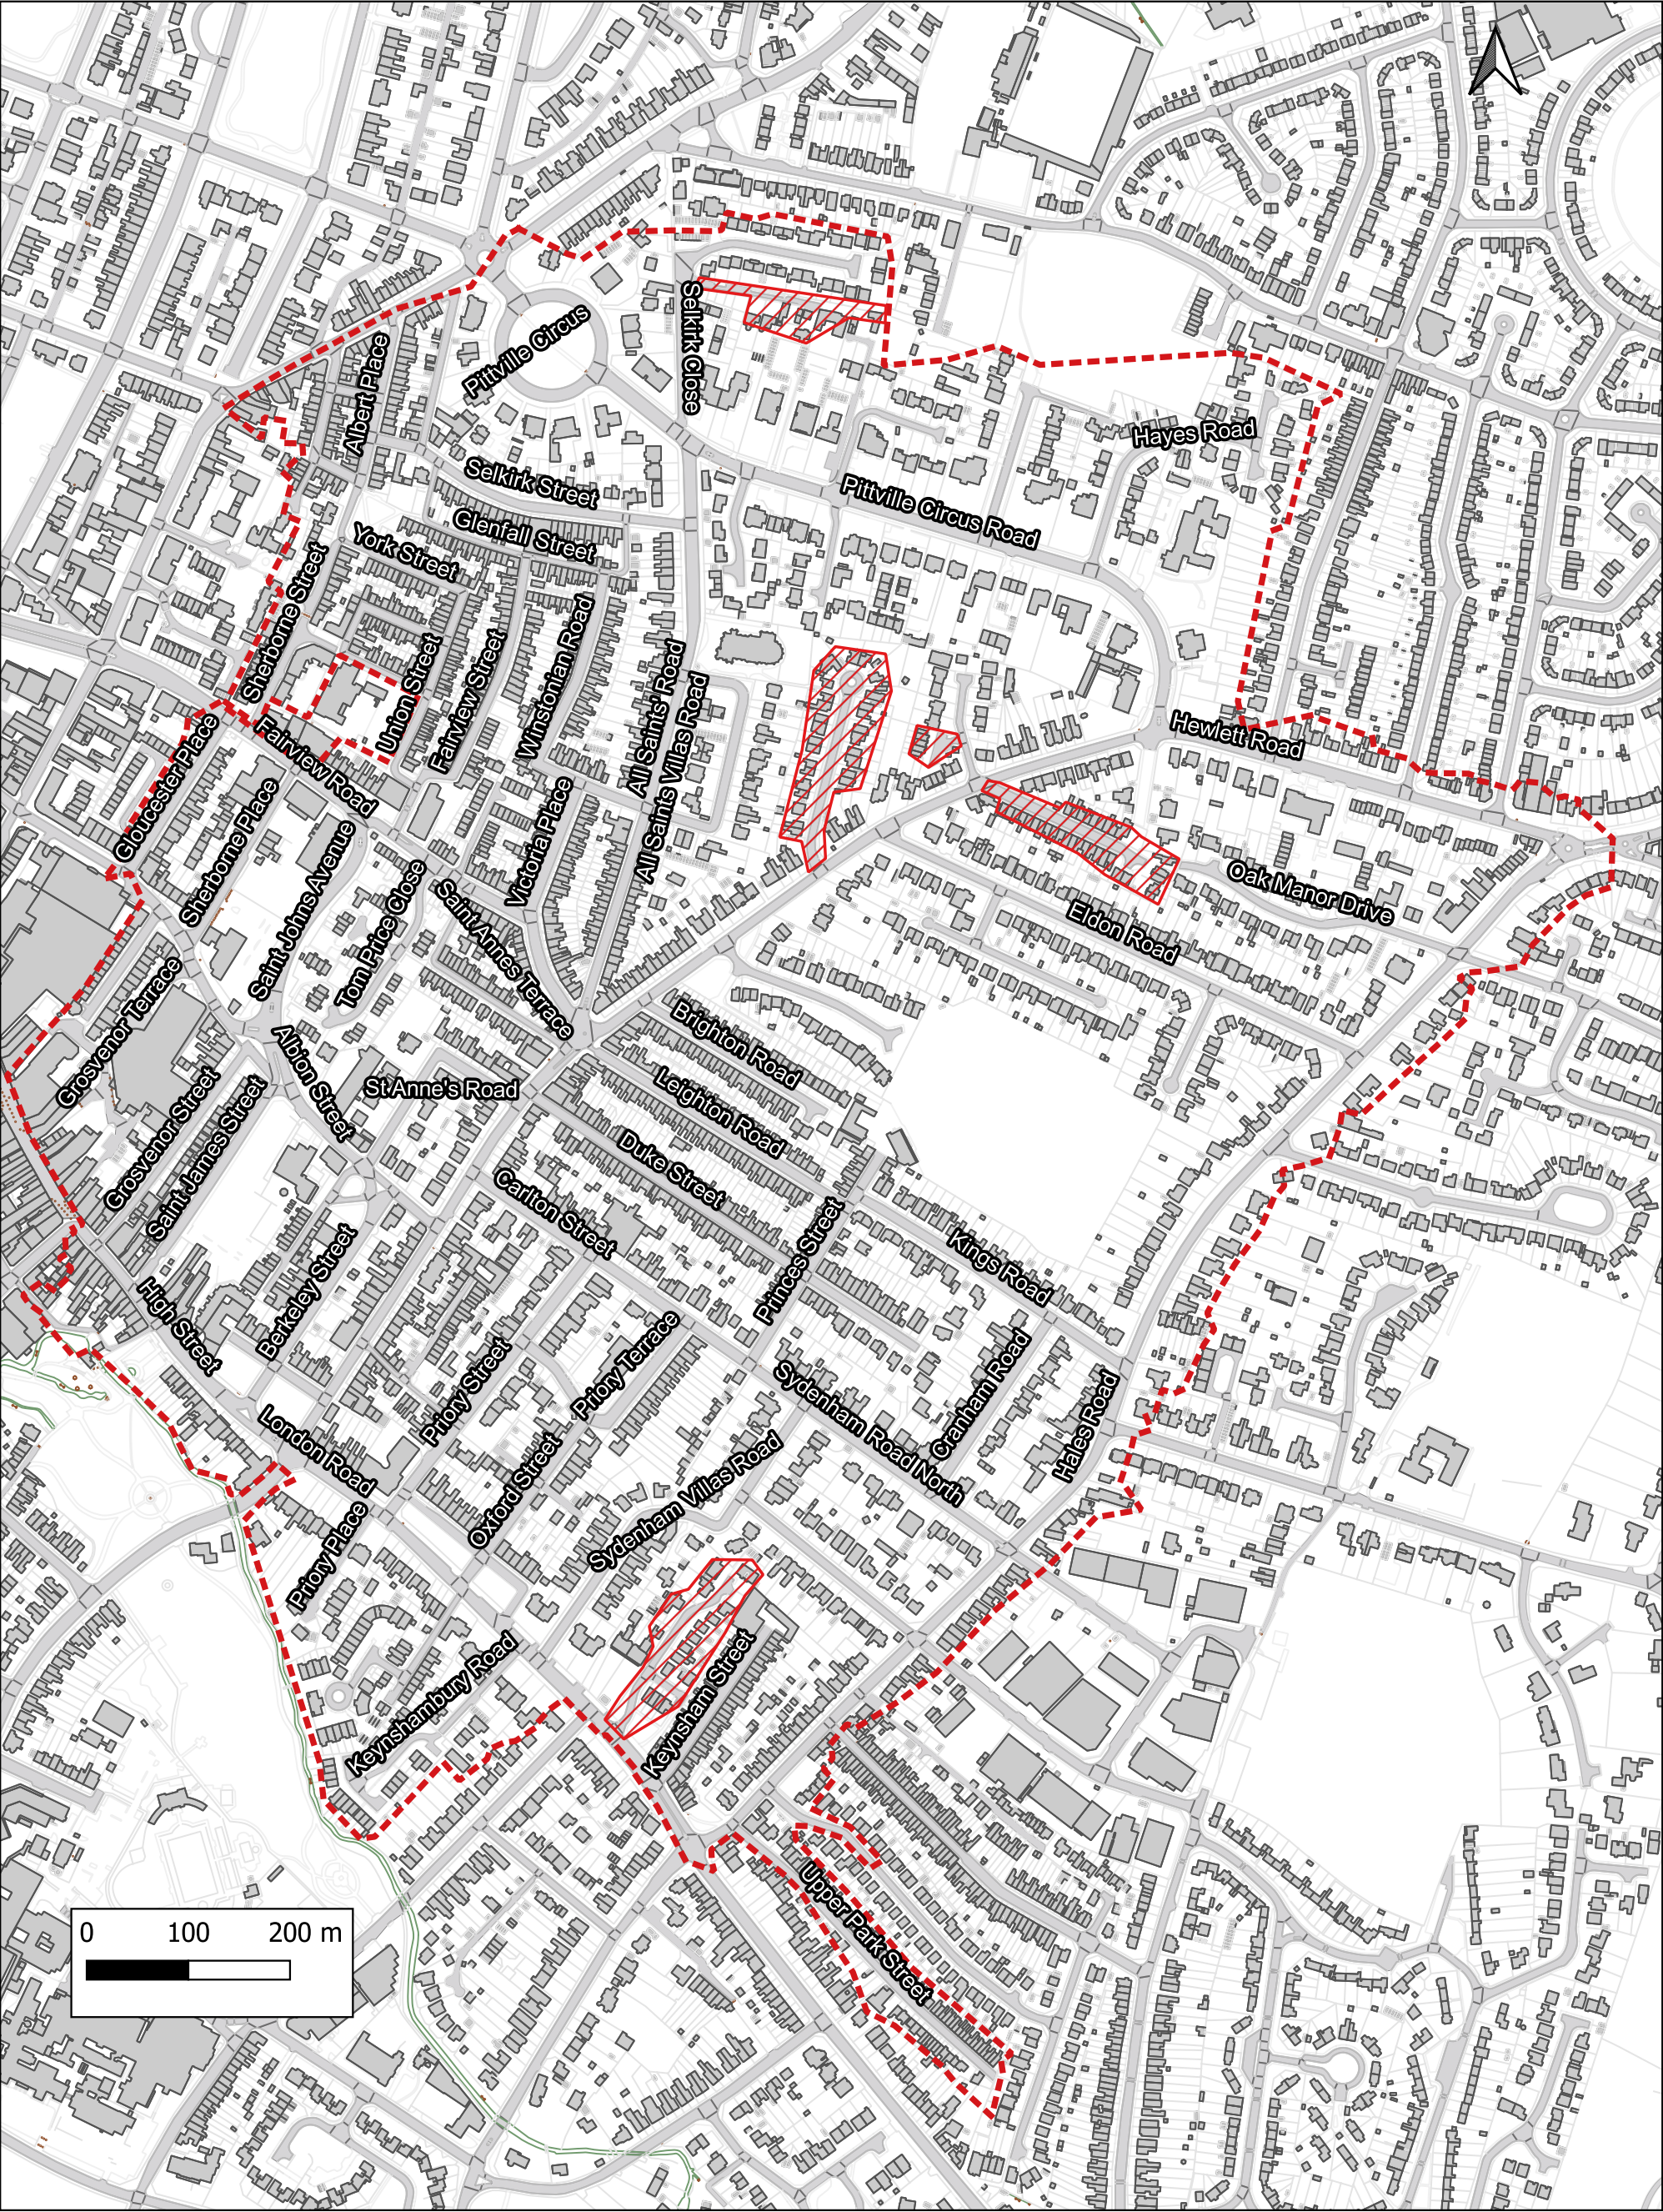 Pittville Circus
Selkirk Close
Albert Place
Hayes Road
Selkirk Street
Pittville Circus Road
Glenfall Street
York Street
Sherborne Street
Winstonian Road
Union Street
Fairview Street
All Saints' Road
All Saints Villas Road
Hewlett Road
Gloucester Place
Fairview Road
Sherborne Place
Victoria Place
Saint Johns Avenue
Tom Price Close
Saint Annes Terrace
Oak Manor Drive
Eldon Road
Grosvenor Terrace
Albion Street
St Anne's Road
Brighton Road
Leighton Road
Grosvenor Street
Saint James Street
Duke Street
Carlton Street
Princes Street
Kings Road
High Street
Berkeley Street
Priory Street
Priory Terrace
Cranham Road
Sydenham Road North
Hales Road
London Road
Oxford Street
Sydenham Villas Road
Priory Place
Keynshambury Road
Keynsham Street
Upper Park Street
0 100 200 m